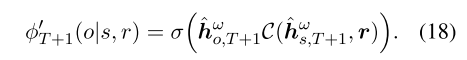 ϕ′_{T+1}(o|s, r) = σ(ĥ^ω_{o,T+1} 𝒞(ĥ^ω_{s,T+1}, r)). (18)